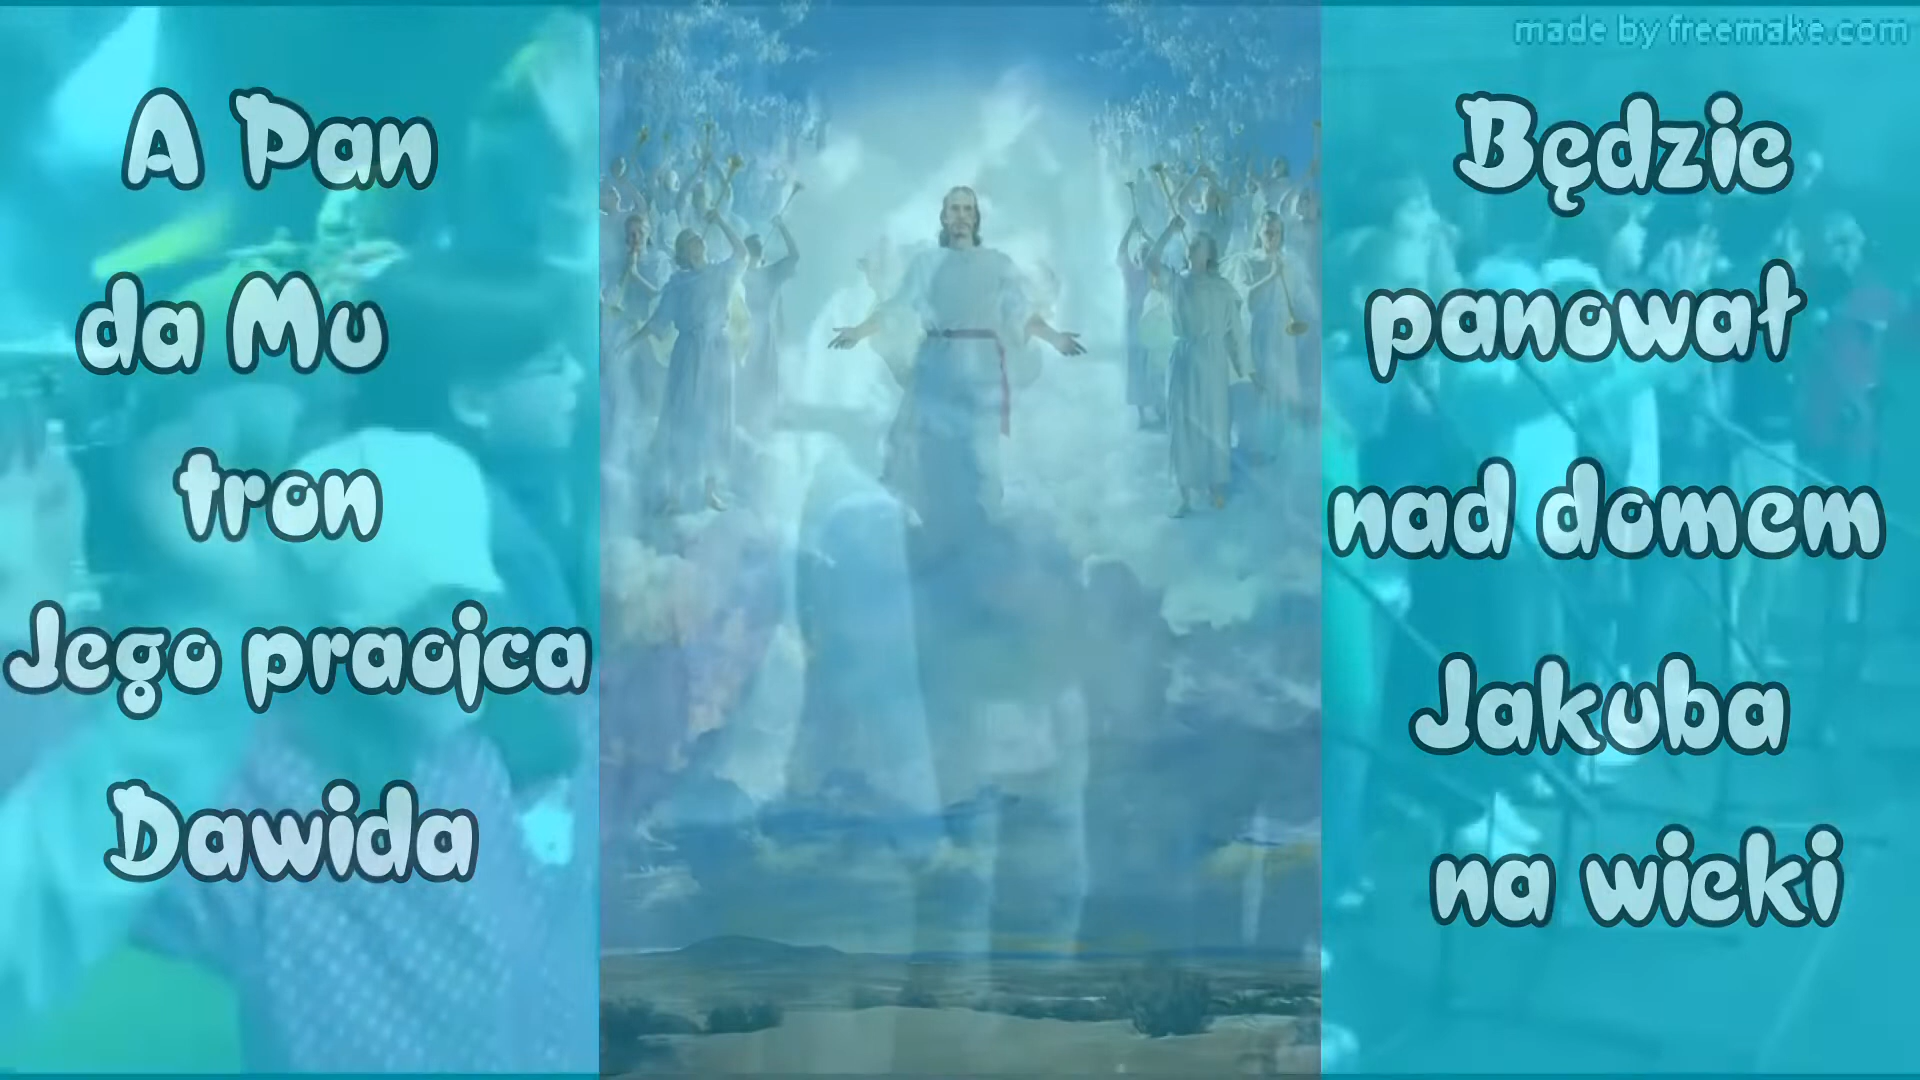 made by freemake.com
A Pan
da Mu
tron
Jego praojca
Dawida
Będzie
panował
nad domem
Jakuba
na wieki